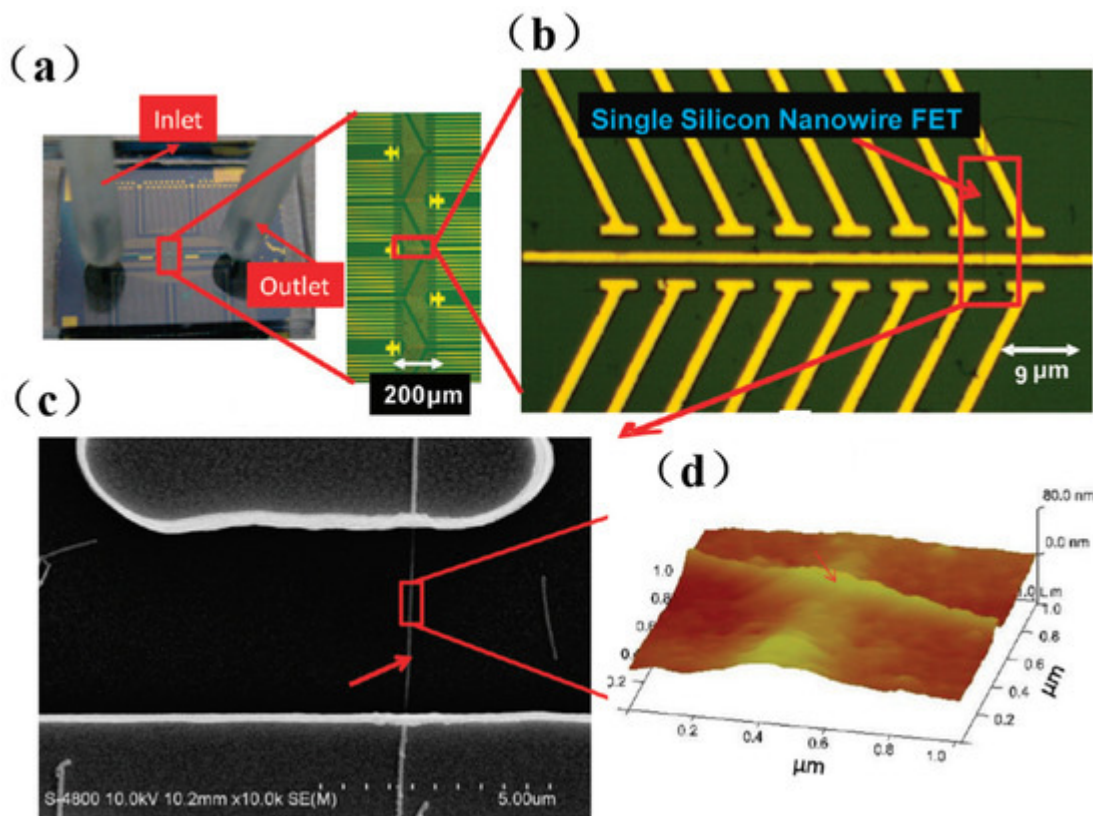 (a)
Inlet
Outlet
200μm
(b)
Single Silicon Nanowire FET
9 μm
(c)
S-4800 10.0kV 10.2mm x10.0k SE(M)
5.00um
(d)
80.0 nm
0.0 nm
1.0
0.8
0.6
0.2
1.0
0.8
0.6
0.4
0.2
μm
0.2
0.4
0.6
0.8
1.0
μm